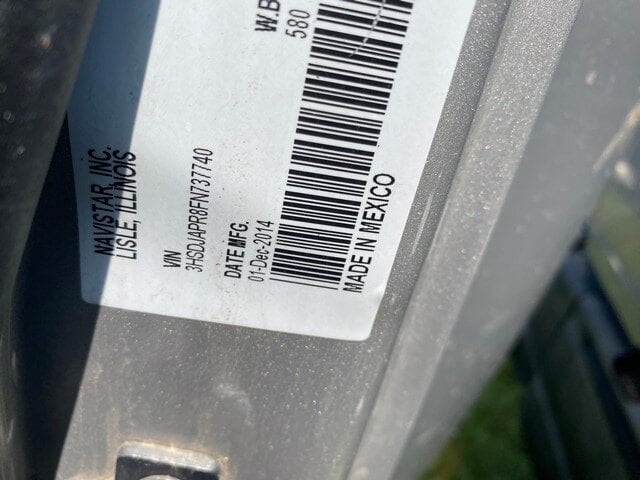 NAVISTAR, INC.
LISLE, ILLINOIS
VIN
3HSDJAPR8FN737740
DATE MFG.
01-Dec-2014
W.B
580
MADE IN MEXICO